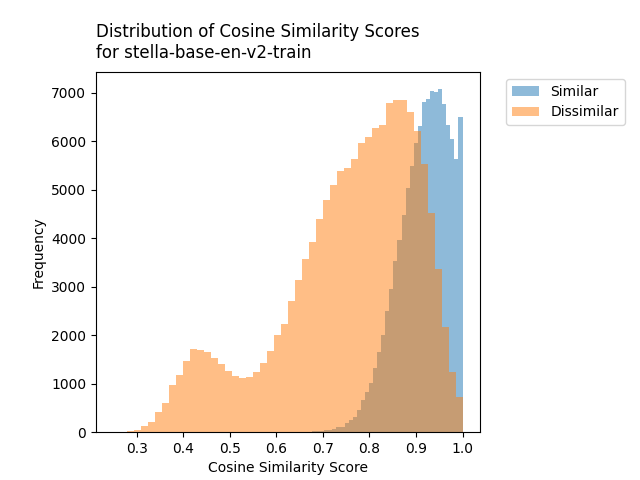 Distribution of Cosine Similarity Scores
for stella-base-en-v2-train
Similar
Dissimilar
7000
6000
5000
4000
3000
2000
1000
0
Frequency
0.3 0.4 0.5 0.6 0.7 0.8 0.9 1.0
Cosine Similarity Score